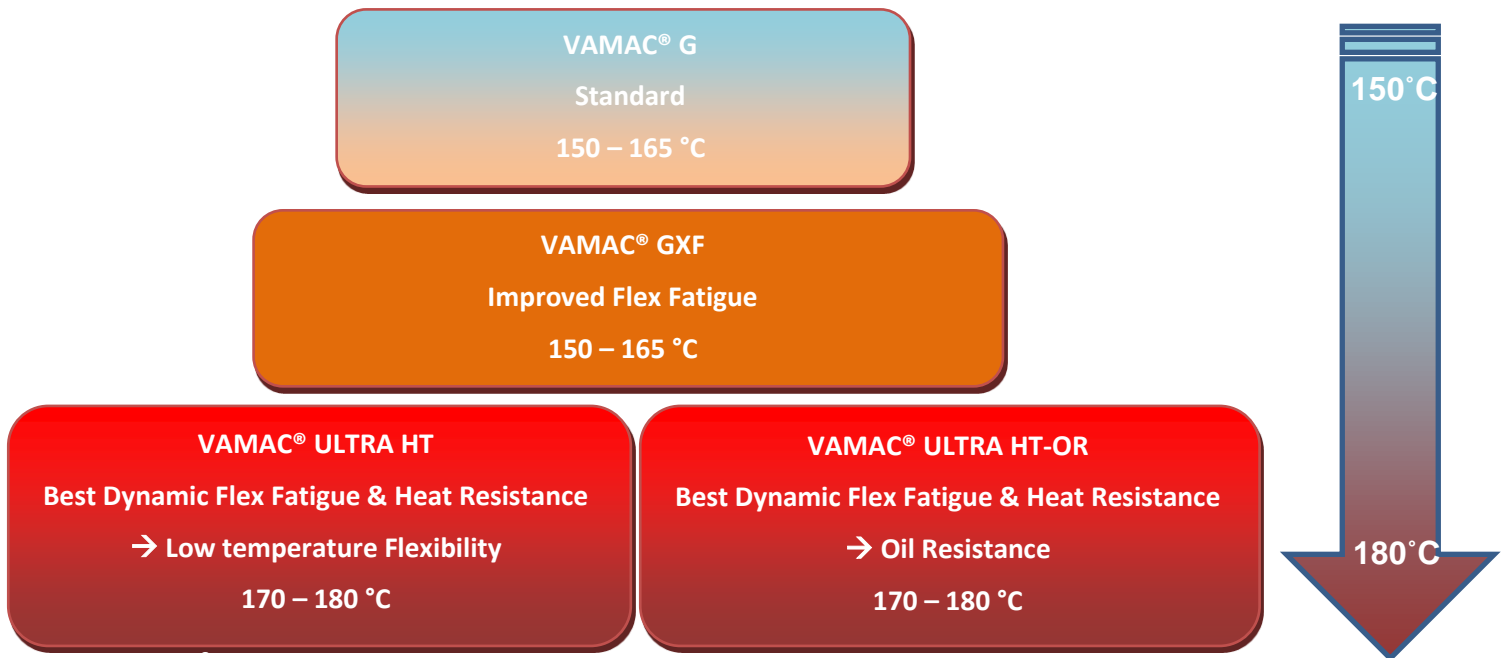 VAMAC® G
Standard
150 – 165 °C
VAMAC® GXF
Improved Flex Fatigue
150 – 165 °C
VAMAC® ULTRA HT
Best Dynamic Flex Fatigue & Heat Resistance
→ Low temperature Flexibility
170 – 180 °C
VAMAC® ULTRA HT-OR
Best Dynamic Flex Fatigue & Heat Resistance
→ Oil Resistance
170 – 180 °C
150˚C
180˚C